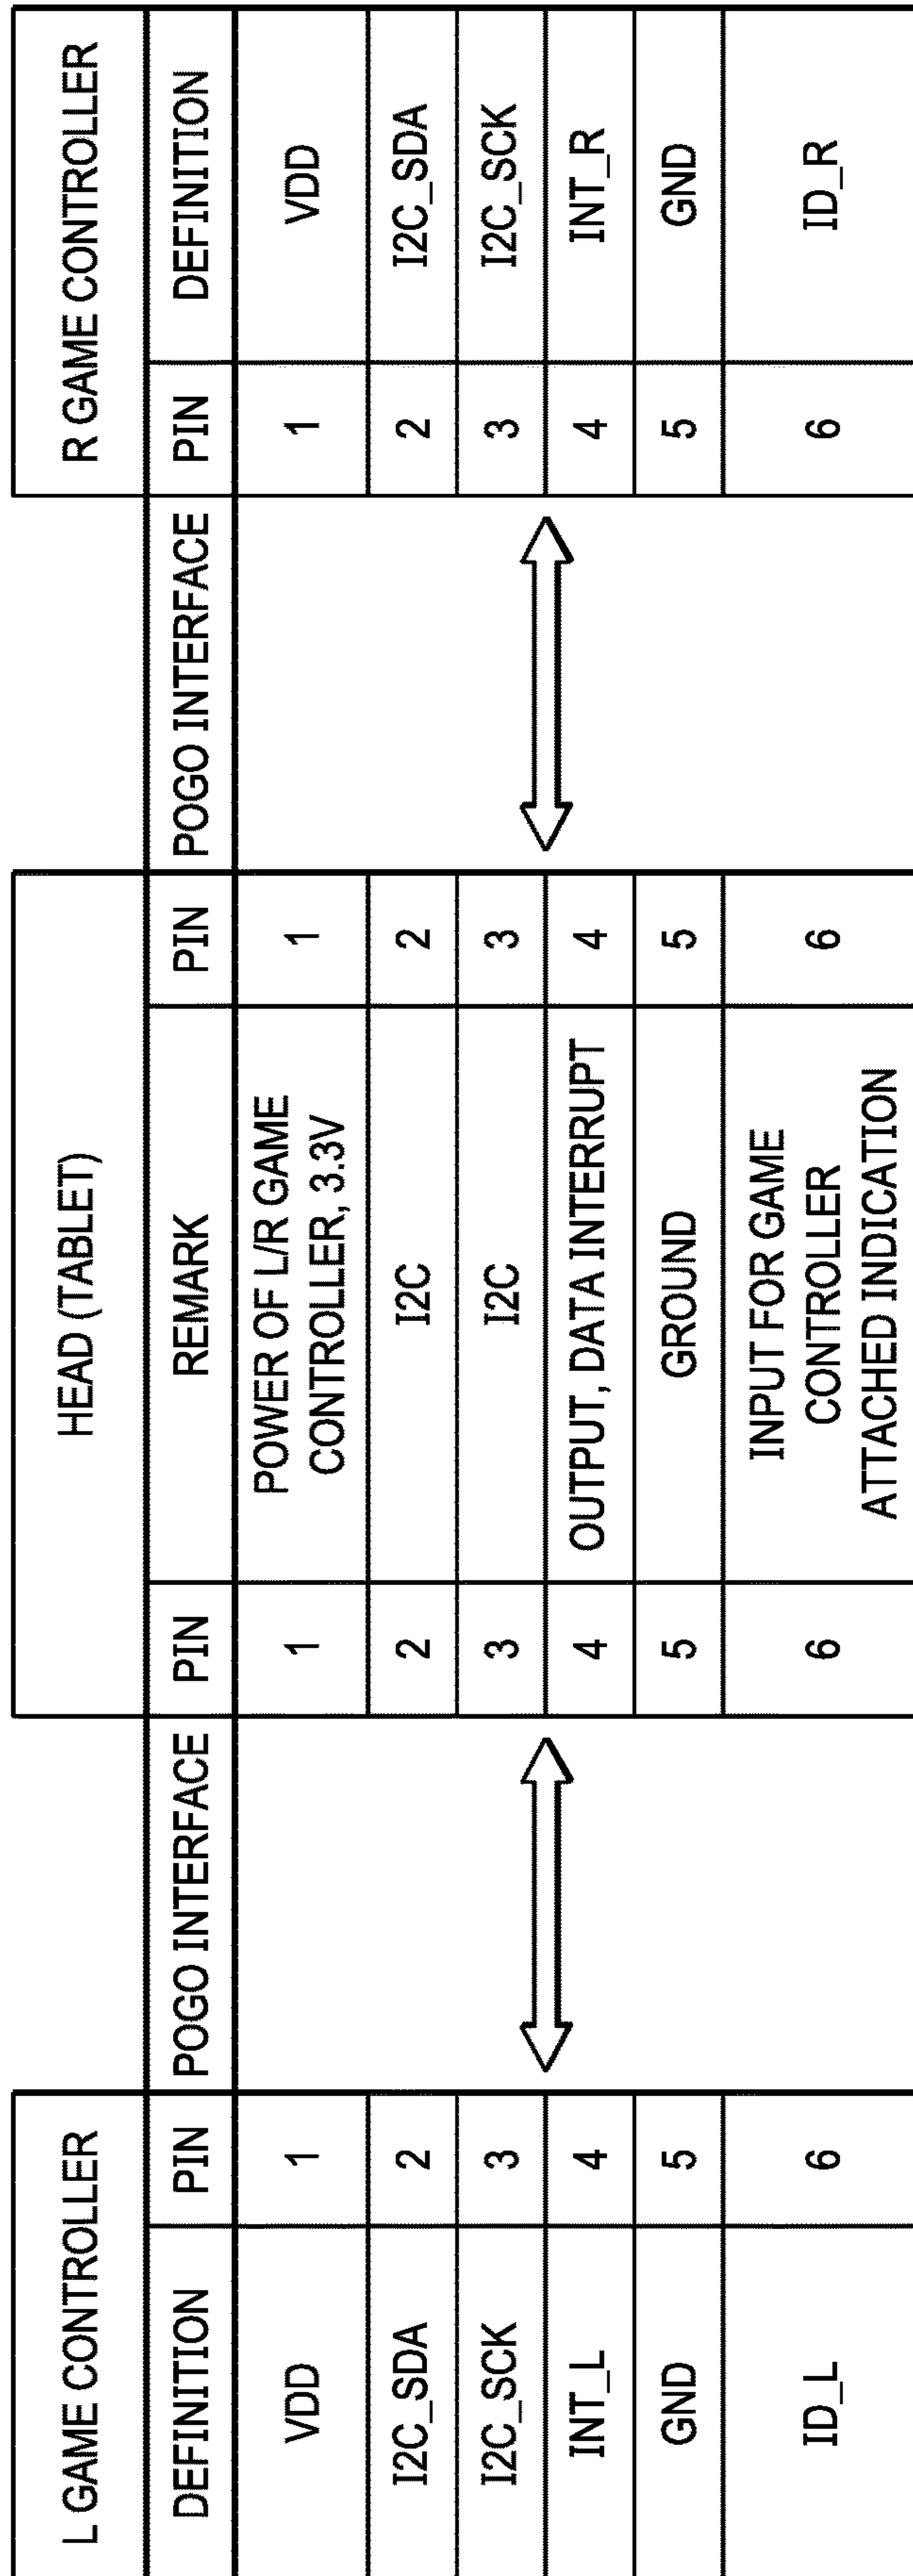 L GAME CONTROLLER HEAD (TABLET) R GAME CONTROLLER
DEFINITION PIN POGO INTERFACE PIN REMARK PIN POGO INTERFACE PIN DEFINITION
VDD 1 1 POWER OF L/R GAME 1 1 VDD
CONTROLLER, 3.3V
I2C_SDA 2 2 I2C 2 2 I2C_SDA
I2C_SCK 3 3 I2C 3 3 I2C_SCK
INT_L 4 4 OUTPUT, DATA INTERRUPT 4 4 INT_R
GND 5 5 GROUND 5 5 GND
ID_L 6 6 INPUT FOR GAME 6 6 ID_R
CONTROLLER
ATTACHED INDICATION